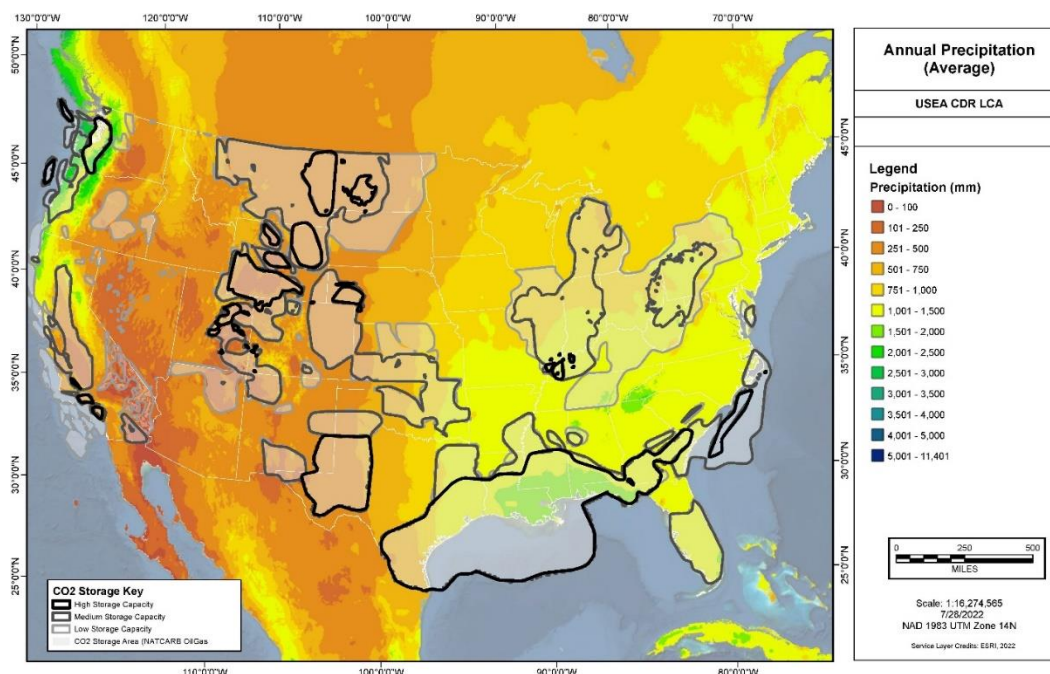 130°0'0"W
120°0'0"W
110°0'0"W
100°0'0"W
90°0'0"W
80°0'0"W
70°0'0"W
50°0'0"N
45°0'0"N
40°0'0"N
35°0'0"N
30°0'0"N
25°0'0"N
45°0'0"N
40°0'0"N
35°0'0"N
30°0'0"N
25°0'0"N
110°0'0"W
100°0'0"W
90°0'0"W
80°0'0"W
CO2 Storage Key
High Storage Capacity
Medium Storage Capacity
Low Storage Capacity
CO2 Storage Area (NATCARB OilGas
Annual Precipitation
(Average)
USEA CDR LCA
Legend
Precipitation (mm)
0 - 100
101 - 250
251 - 500
501 - 750
751 - 1,000
1,001 - 1,500
1,501 - 2,000
2,001 - 2,500
2,501 - 3,000
3,001 - 3,500
3,501 - 4,000
4,001 - 5,000
5,001 - 11,401
0 250 500
MILES
Scale: 1:16,274,565
7/28/2022
NAD 1983 UTM Zone 14N
Service Layer Credits: ESRI, 2022